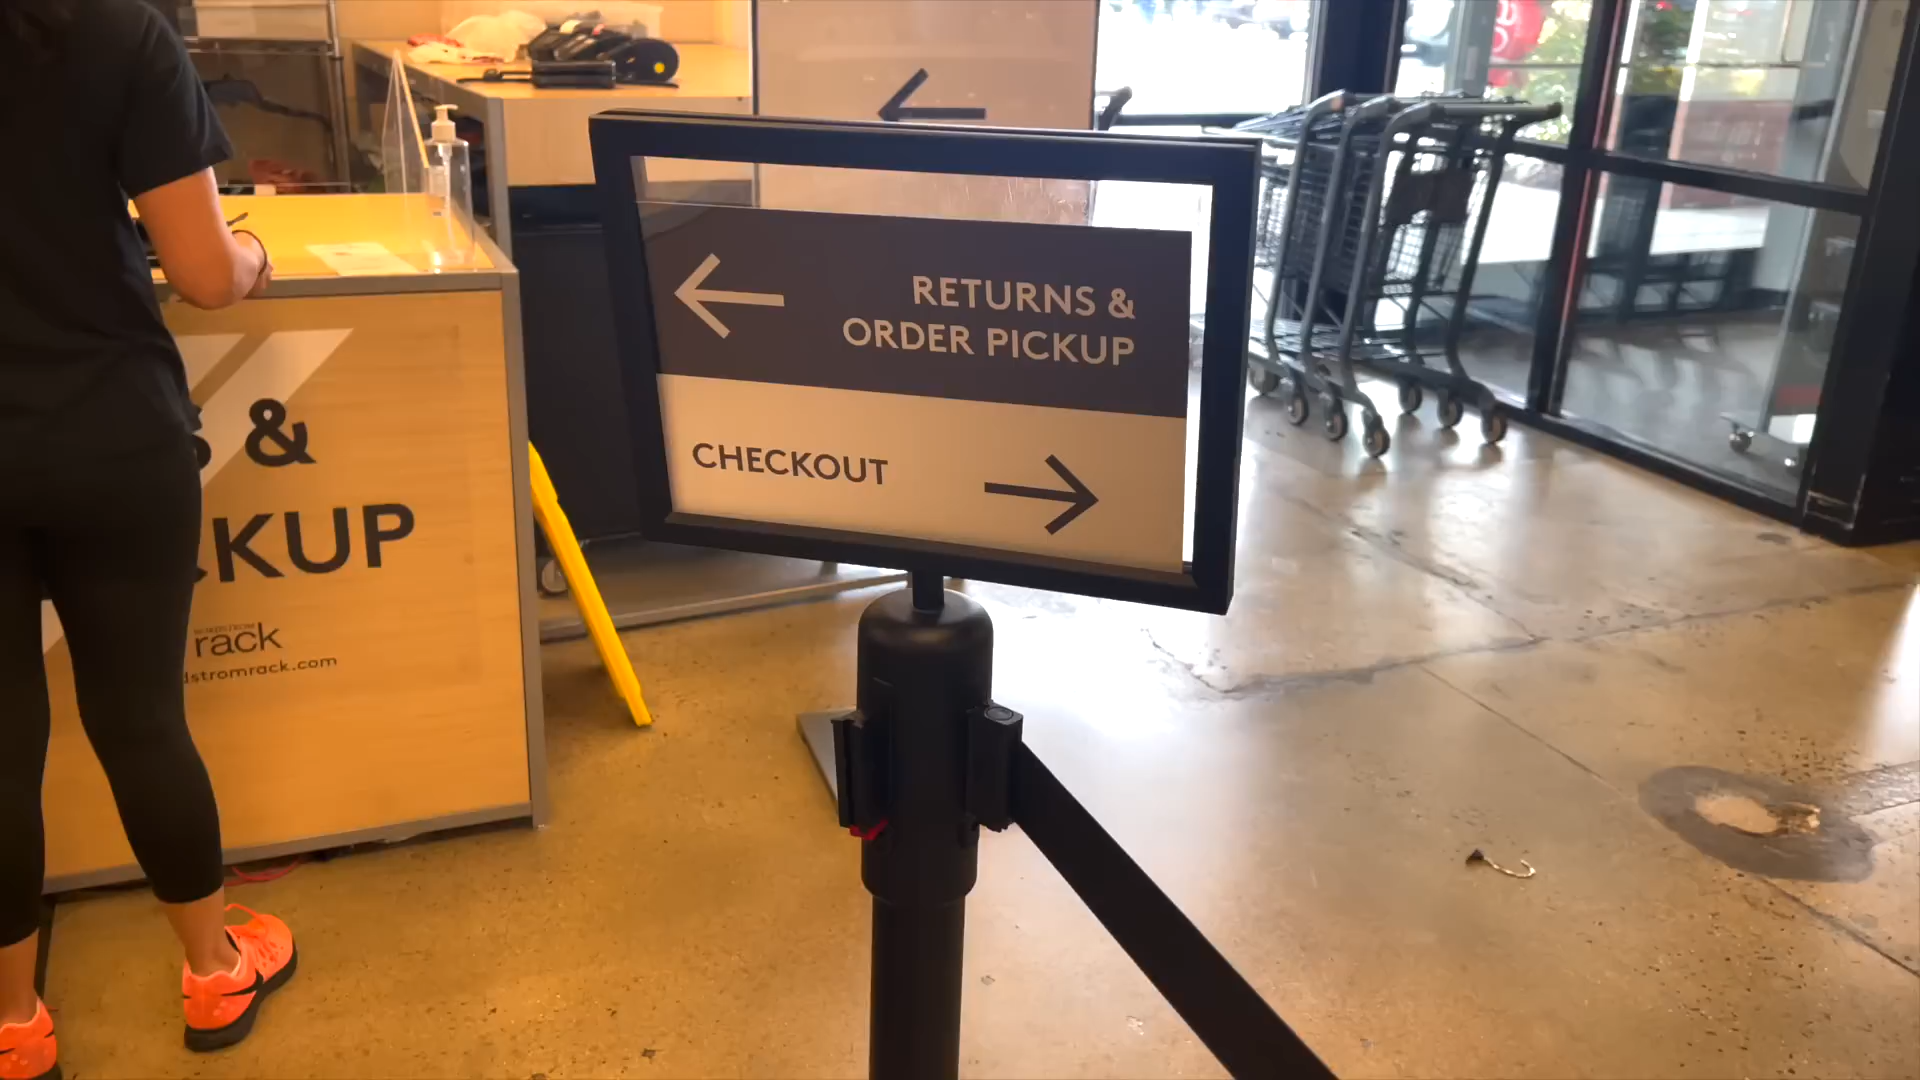 RETURNS &
ORDER PICKUP
CHECKOUT
&
KUP
rack
dstromrack.com